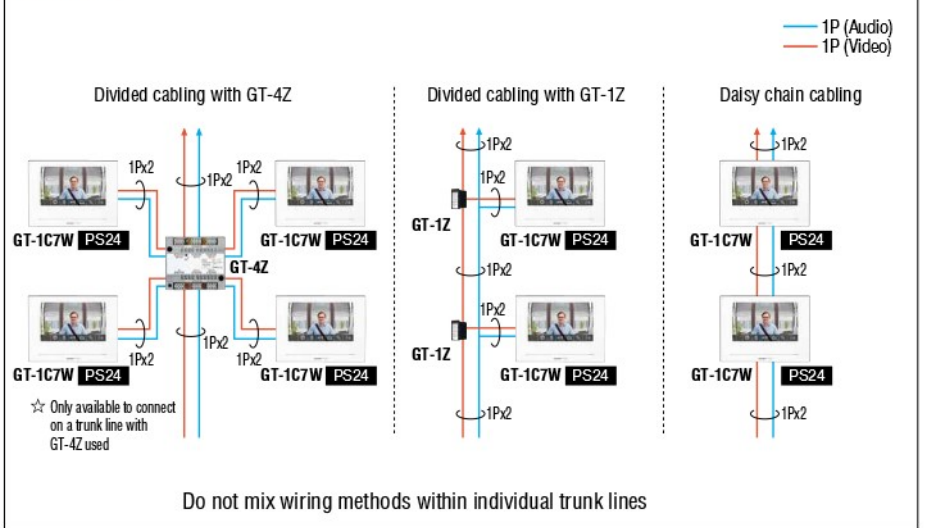 1P (Audio)
1P (Video)
Divided cabling with GT-4Z
1Px2
1Px2
1Px2
GT-1C7W PS24
GT-1C7W PS24
GT-4Z
1Px2
1Px2
1Px2
GT-1C7W PS24
GT-1C7W PS24
☆ Only available to connect
on a trunk line with
GT-4Z used
Divided cabling with GT-1Z
1Px2
1Px2
GT-1Z
GT-1C7W PS24
1Px2
1Px2
GT-1Z
GT-1C7W PS24
1Px2
Daisy chain cabling
1Px2
GT-1C7W PS24
1Px2
GT-1C7W PS24
1Px2
Do not mix wiring methods within individual trunk lines